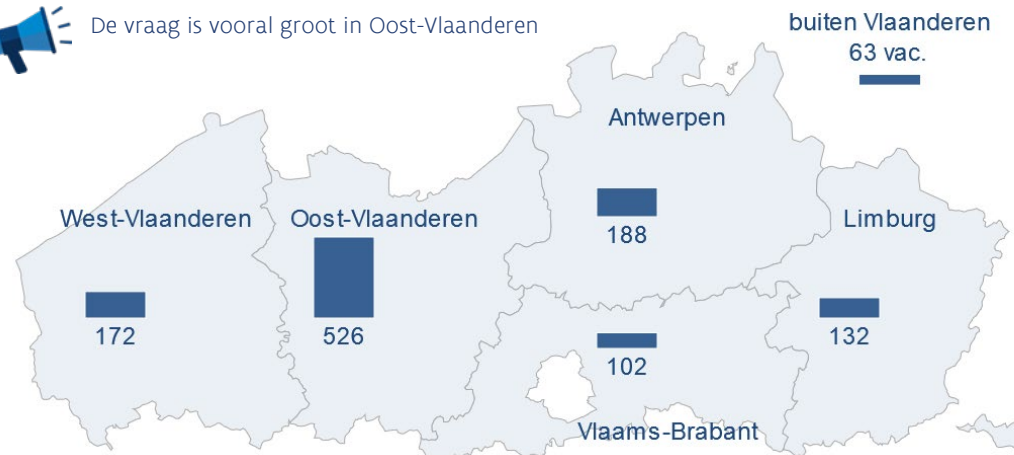 De vraag is vooral groot in Oost-Vlaanderen
buiten Vlaanderen
63 vac.
Antwerpen
188
West-Vlaanderen
172
Oost-Vlaanderen
526
Limburg
132
102
Vlaams-Brabant